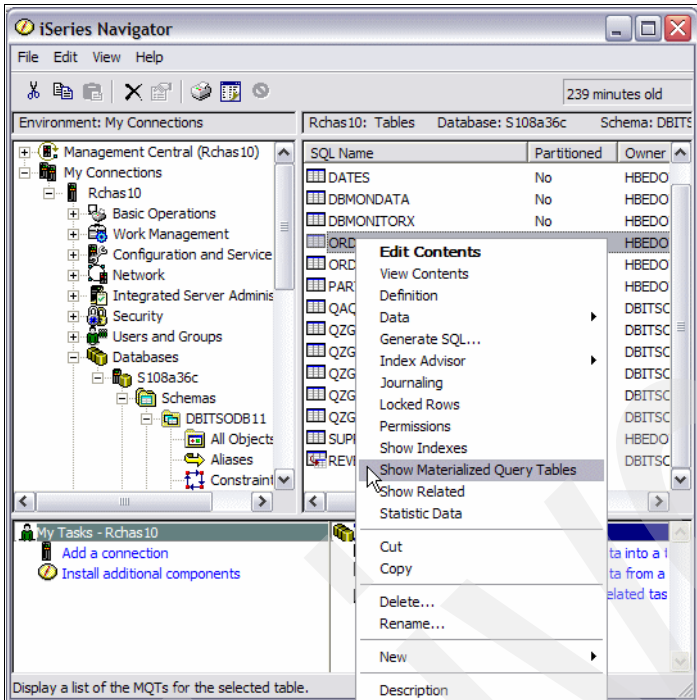 iSeries Navigator
File Edit View Help
239 minutes old
Environment: My Connections
Rchas10: Tables Database: S108a36c Schema: DBITS
Management Central (Rchas10)
My Connections
Rchas10
Basic Operations
Work Management
Configuration and Service
Network
Integrated Server Adminis
Security
Users and Groups
Databases
S108a36c
Schemas
DBITSODB11
All Objects
Aliases
Constraint
SQL Name Partitioned Owner
DATES No HBEDO
DBMONDATA No HBEDO
DBMONITORX No HBEDO
ORD HBEDO
ORD HBEDO
PAR HBEDO
QAQ DBITSC
QZG DBITSC
QZG DBITSC
QZG DBITSC
QZG DBITSC
SUP HBEDO
REV DBITSC
Edit Contents
View Contents
Definition
Data
Generate SQL...
Index Advisor
Journaling
Locked Rows
Permissions
Show Indexes
Show Materialized Query Tables
Show Related
Statistic Data
Cut
Copy
Delete...
Rename...
New
Description
My Tasks - Rchas10
Add a connection
Install additional components
ta into a t
ta from a
elated tas
Display a list of the MQTs for the selected table.